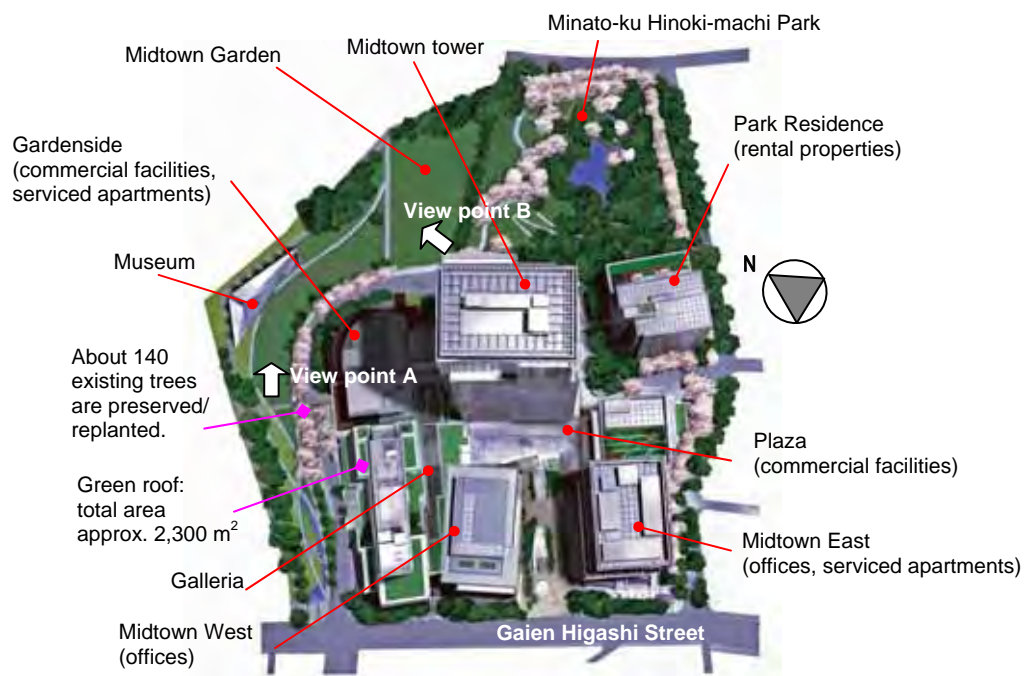 Minato-ku Hinoki-machi Park
Midtown tower
Midtown Garden
Park Residence
(rental properties)
Gardenside
(commercial facilities,
serviced apartments)
View point B
Museum
N
About 140
existing trees
are preserved/
replanted.
View point A
Plaza
(commercial facilities)
Green roof:
total area
approx. 2,300 m²
Midtown East
(offices, serviced apartments)
Galleria
Midtown West
(offices)
Gaien Higashi Street